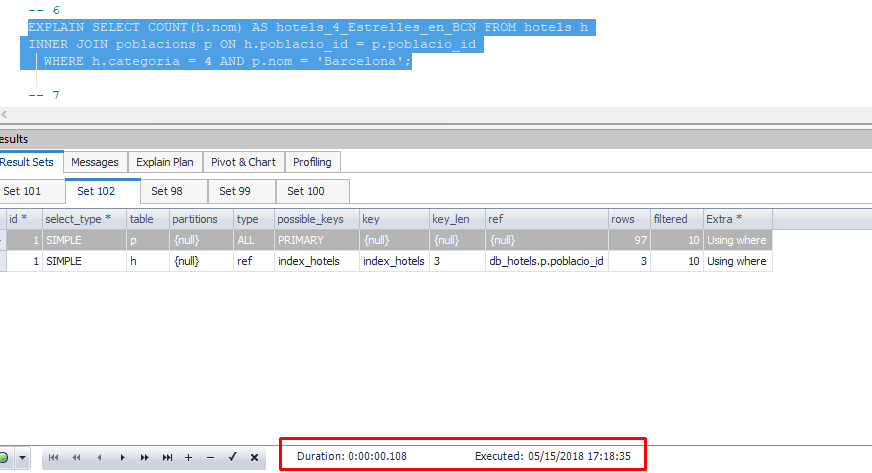 -- 6
EXPLAIN SELECT COUNT(h.nom) AS hotels_4_Estrelles_en_BCN FROM hotels h
INNER JOIN poblacions p ON h.poblacio_id = p.poblacio_id
WHERE h.categoria = 4 AND p.nom = 'Barcelona';
-- 7
esults
Result Sets Messages Explain Plan Pivot & Chart Profiling
Set 101 Set 102 Set 98 Set 99 Set 100
id * select_type * table partitions type possible_keys key key_len ref rows filtered Extra *
1 SIMPLE p {null} ALL PRIMARY {null} {null} {null} 97 10 Using where
1 SIMPLE h {null} ref index_hotels index_hotels 3 db_hotels.p.poblacio_id 3 10 Using where
Duration: 0:00:00.108 Executed: 05/15/2018 17:18:35